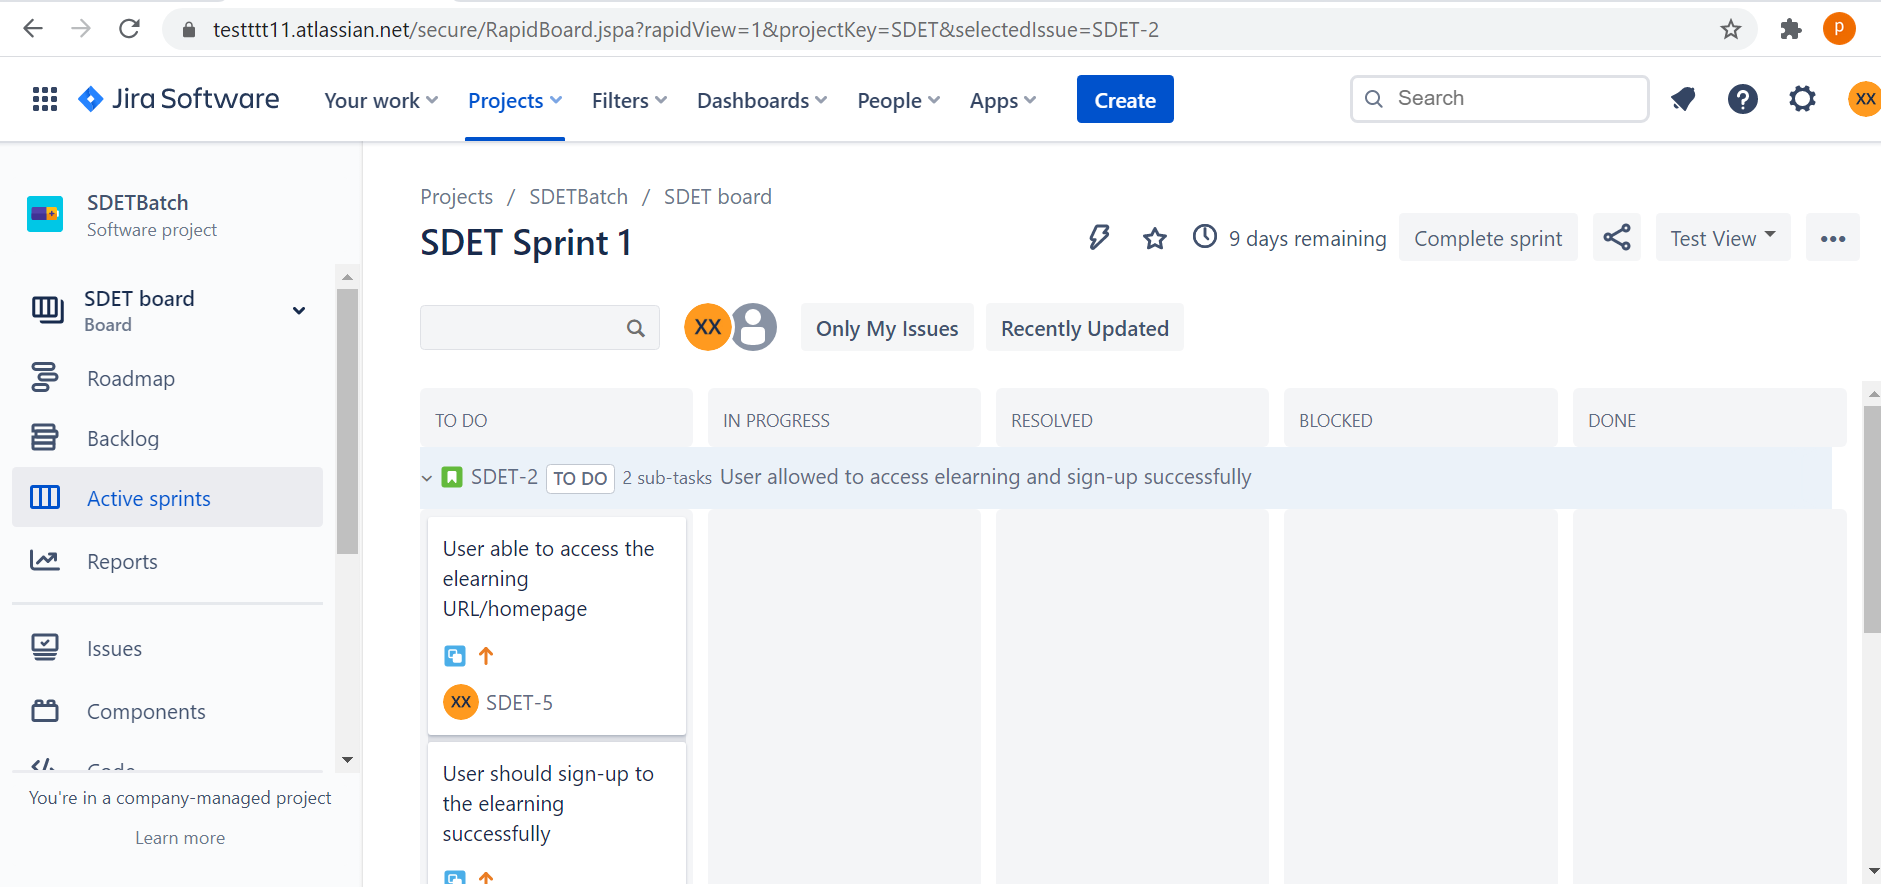 testttt11.atlassian.net/secure/RapidBoard.jspa?rapidView=1&projectKey=SDET&selectedIssue=SDET-2
p
Jira Software
Your work
Projects
Filters
Dashboards
People
Apps
Create
Search
?
XX
SDETBatch
Software project
SDET board
Board
Roadmap
Backlog
Active sprints
Reports
Issues
Components
Code
You're in a company-managed project
Learn more
Projects / SDETBatch / SDET board
SDET Sprint 1
9 days remaining
Complete sprint
Test View
XX
Only My Issues
Recently Updated
TO DO
IN PROGRESS
RESOLVED
BLOCKED
DONE
SDET-2 TO DO 2 sub-tasks User allowed to access elearning and sign-up successfully
User able to access the
elearning
URL/homepage
XX SDET-5
User should sign-up to
the elearning
successfully